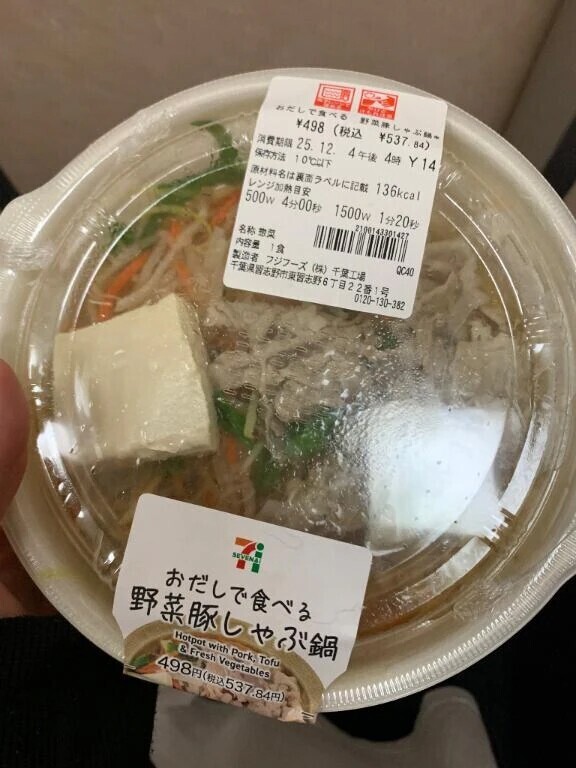 おだしで食べる 野菜豚しゃぶ鍋*
¥498 (税込 ¥537.84)
消費期限 25.12. 4午後 4時 Y14
保存方法 10℃以下
原材料名は裏面ラベルに記載 136kcal
レンジ加熱目安
500W 4分00秒 1500W 1分20秒
2100143301422
名称 惣菜
内容量 1食
QC40
製造者 フジフーズ(株)千葉工場
千葉県習志野市東習志野6丁目22番1号
0120-130-382
7
SEVEN
おだしで食べる
野菜豚しゃぶ鍋
Hotpot with Pork, Tofu
& Fresh Vegetables
498円(税込537.84円)